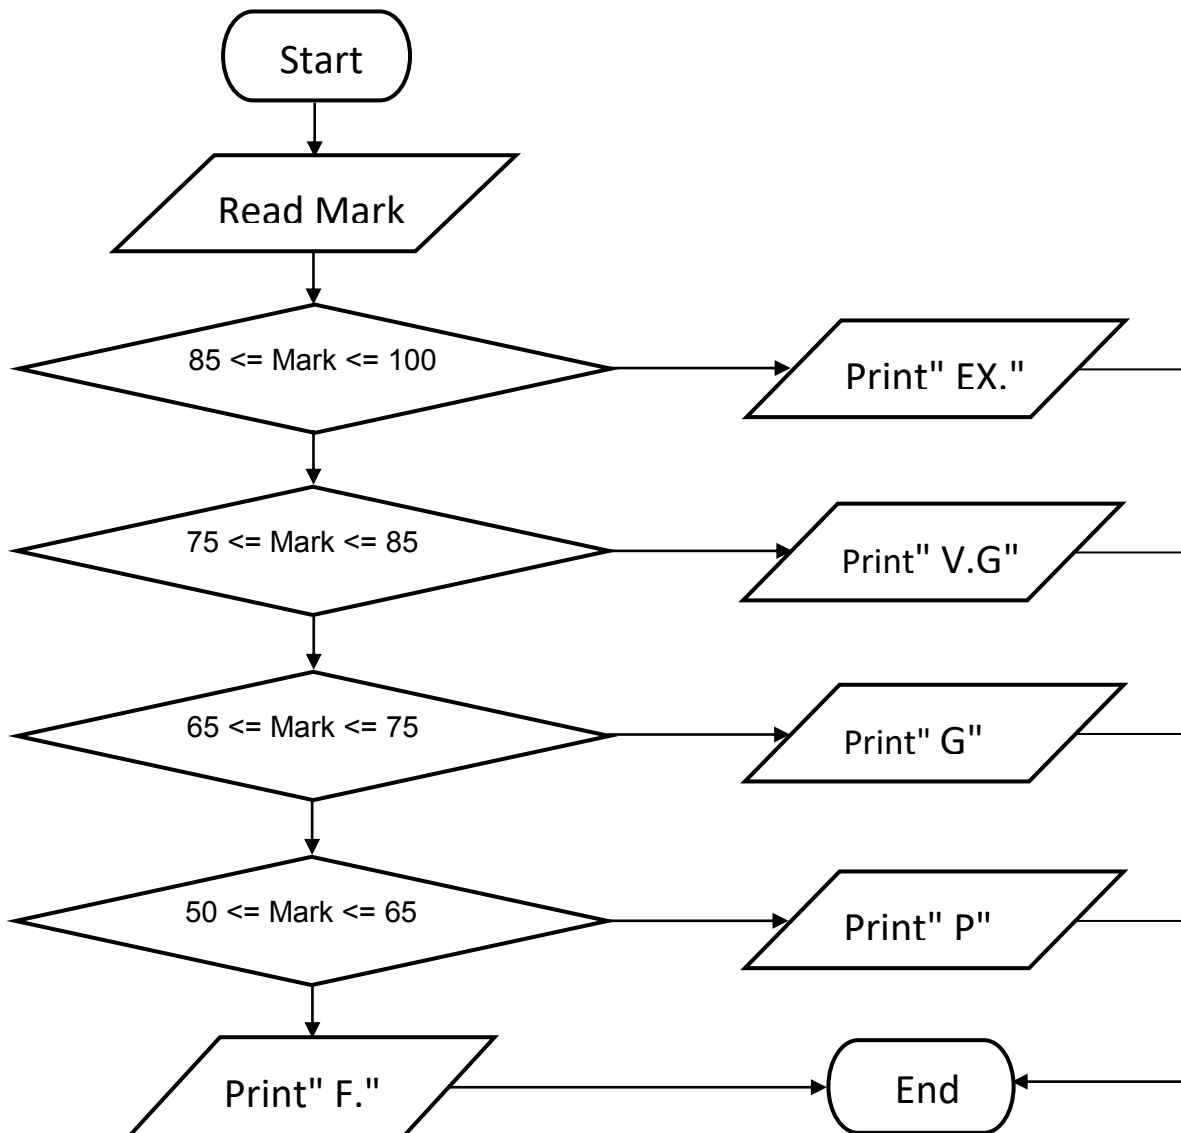 Start
Read Mark
85 <= Mark <= 100
Print" EX."
75 <= Mark <= 85
Print" V.G"
65 <= Mark <= 75
Print" G"
50 <= Mark <= 65
Print" P"
Print" F."
End